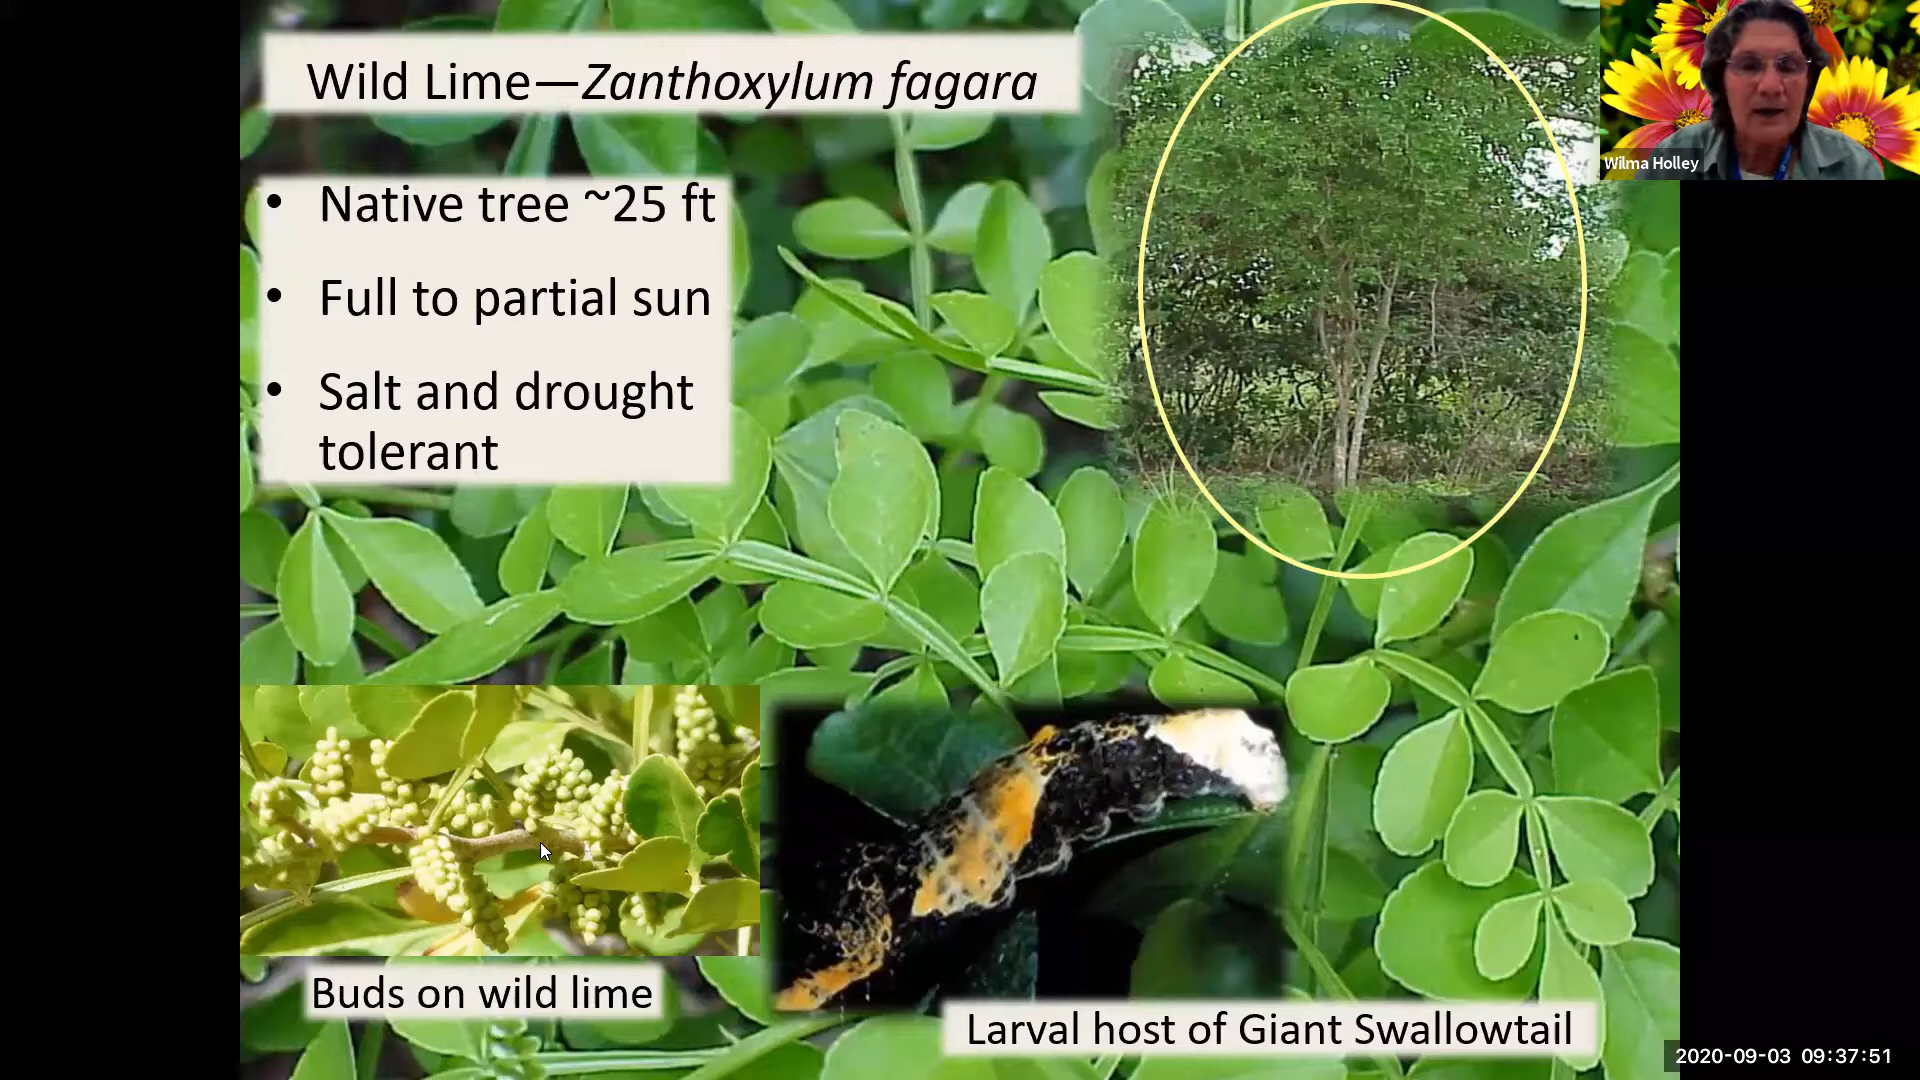 Wild Lime—Zanthoxylum fagara
Wilma Holley
• Native tree ~25 ft
• Full to partial sun
• Salt and drought
tolerant
Buds on wild lime
Larval host of Giant Swallowtail
2020-09-03 09:37:51